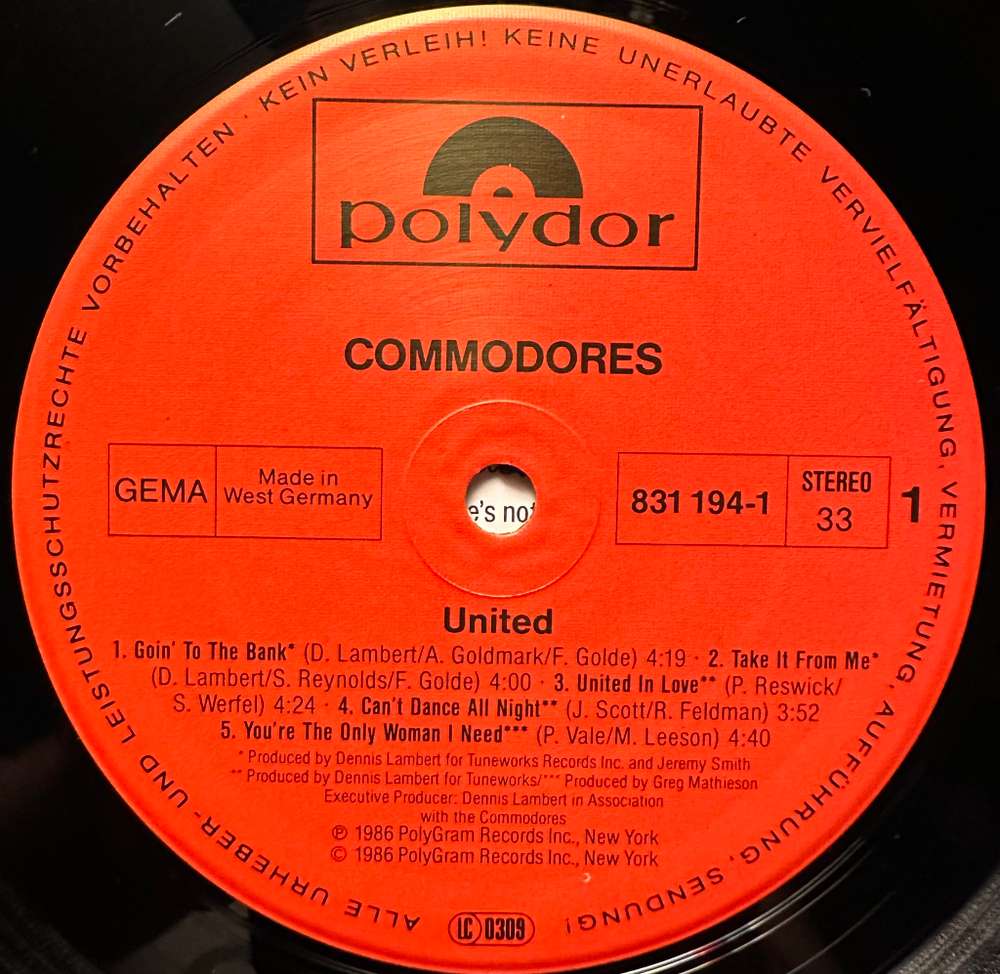 ALLE URHEBER- UND LEISTUNGSSCHUTZRECHTE VORBEHALTEN · KEIN VERLEIH! KEINE UNERLAUBTE VERVIELFÄLTIGUNG, VERMIETUNG, AUFFÜHRUNG, SENDUNG!
polydor
COMMODORES
GEMA
Made in
West Germany
e's not
831 194-1
STEREO
33
1
United
1. Goin' To The Bank* (D. Lambert/A. Goldmark/F. Golde) 4:19 · 2. Take It From Me*
(D. Lambert/S. Reynolds/F. Golde) 4:00 · 3. United In Love** (P. Reswick/
S. Werfel) 4:24 · 4. Can't Dance All Night** (J. Scott/R. Feldman) 3:52
5. You're The Only Woman I Need*** (P. Vale/M. Leeson) 4:40
* Produced by Dennis Lambert for Tuneworks Records Inc. and Jeremy Smith
** Produced by Dennis Lambert for Tuneworks/*** Produced by Greg Mathieson
Executive Producer: Dennis Lambert in Association
with the Commodores
℗ 1986 PolyGram Records Inc., New York
© 1986 PolyGram Records Inc., New York
LC 0309